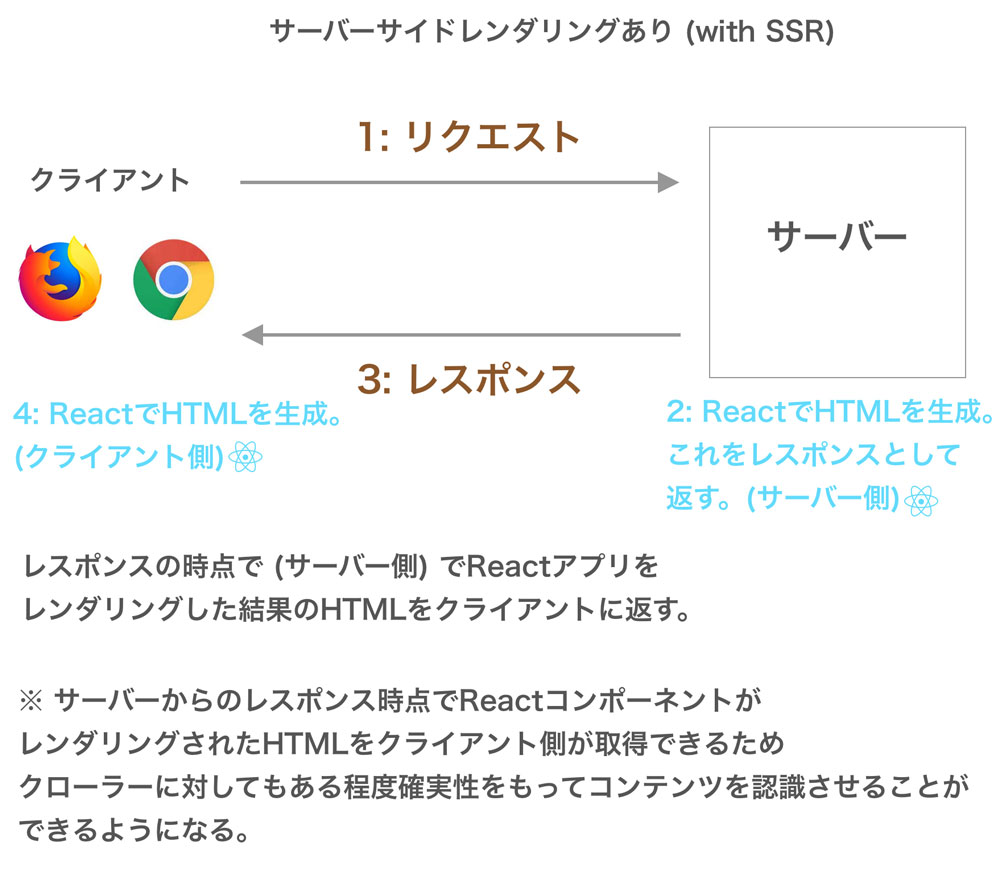 サーバーサイドレンダリングあり (with SSR)
1: リクエスト
クライアント
サーバー
3: レスポンス
4: ReactでHTMLを生成。
(クライアント側)
2: ReactでHTMLを生成。
これをレスポンスとして
返す。(サーバー側)
レスポンスの時点で (サーバー側) でReactアプリを
レンダリングした結果のHTMLをクライアントに返す。
※ サーバーからのレスポンス時点でReactコンポーネントが
レンダリングされたHTMLをクライアント側が取得できるため
クローラーに対してもある程度確実性をもってコンテンツを認識させることが
できるようになる。